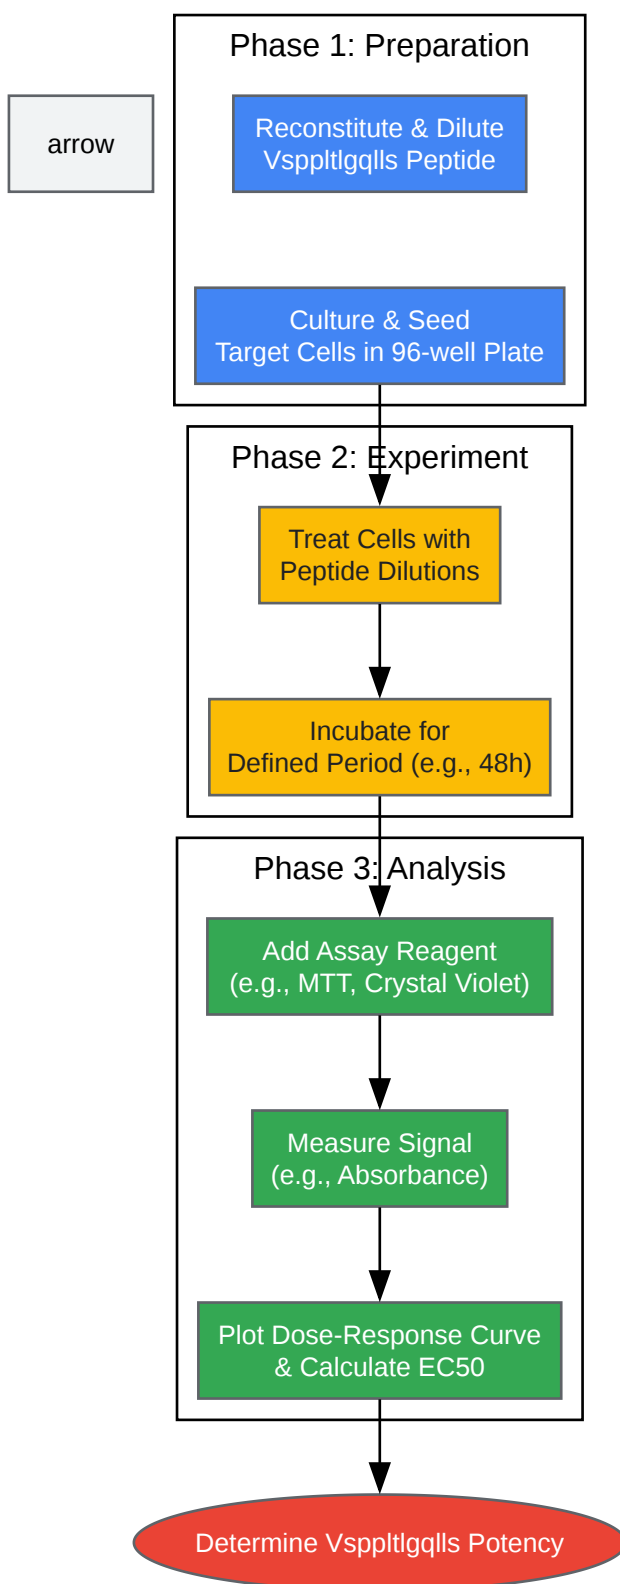 Phase 1: Preparation
arrow
Reconstitute & Dilute
Vsppltlgqlls Peptide
Culture & Seed
Target Cells in 96-well Plate
Phase 2: Experiment
Treat Cells with
Peptide Dilutions
Incubate for
Defined Period (e.g., 48h)
Phase 3: Analysis
Add Assay Reagent
(e.g., MTT, Crystal Violet)
Measure Signal
(e.g., Absorbance)
Plot Dose-Response Curve
& Calculate EC50
Determine Vsppltlgqlls Potency